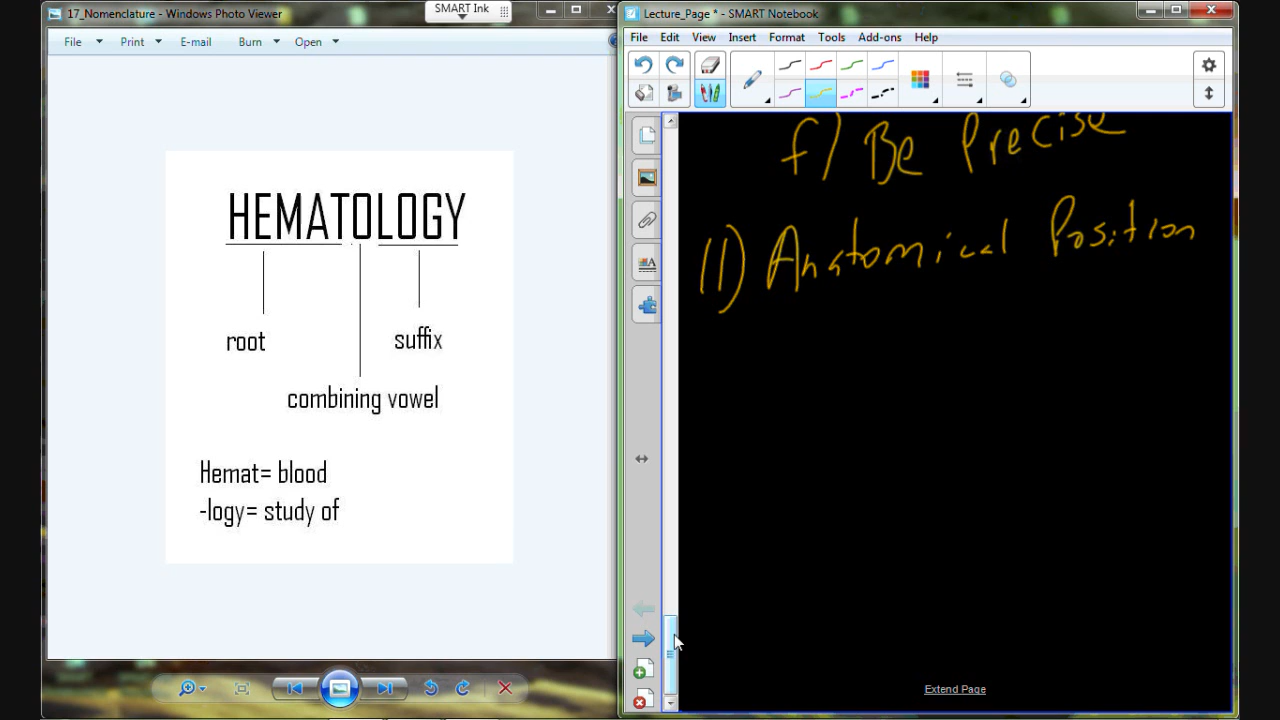 17_Nomenclature - Windows Photo Viewer
SMART Ink
File Print E-mail Burn Open
HEMATOLOGY
root
suffix
combining vowel
Hemat= blood
-logy= study of
Lecture_Page * - SMART Notebook
File Edit View Insert Format Tools Add-ons Help
f) Be Precise
11) Anatomical Position
Extend Page